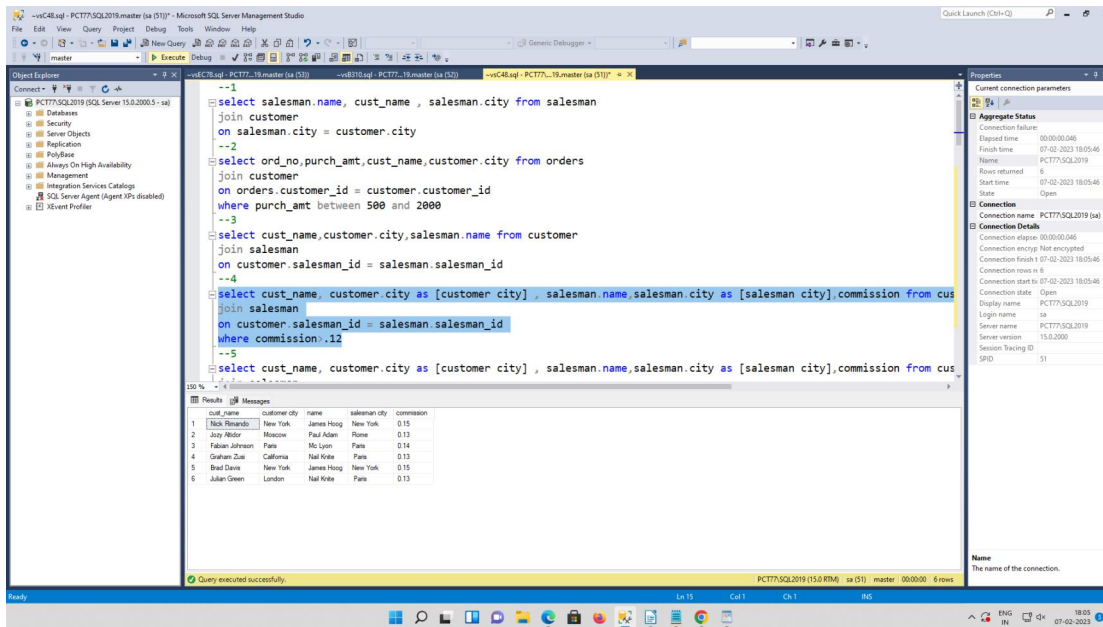 ~vsC48.sql - PCT77\SQL2019.master (sa (51))* - Microsoft SQL Server Management Studio
Quick Launch (Ctrl+Q)
File Edit View Query Project Debug Tools Window Help
New Query
Generic Debugger
master
Execute Debug
Object Explorer
Connect
PCT77\SQL2019 (SQL Server 15.0.2000.5 - sa)
Databases
Security
Server Objects
Replication
PolyBase
Always On High Availability
Management
Integration Services Catalogs
SQL Server Agent (Agent XPs disabled)
XEvent Profiler
~vsEC78.sql - PCT77...19.master (sa (53))
~vsB310.sql - PCT77...19.master (sa (52))
~vsC48.sql - PCT77\...19.master (sa (51))*
--1
select salesman.name, cust_name , salesman.city from salesman
join customer
on salesman.city = customer.city
--2
select ord_no,purch_amt,cust_name,customer.city from orders
join customer
on orders.customer_id = customer.customer_id
where purch_amt between 500 and 2000
--3
select cust_name,customer.city,salesman.name from customer
join salesman
on customer.salesman_id = salesman.salesman_id
--4
select cust_name, customer.city as [customer city] , salesman.name,salesman.city as [salesman city],commission from cus
join salesman
on customer.salesman_id = salesman.salesman_id
where commission>.12
--5
select cust_name, customer.city as [customer city] , salesman.name,salesman.city as [salesman city],commission from cus
150 %
Results Messages
cust_name customer city name salesman city commission
1 Nick Rimando New York James Hoog New York 0.15
2 Jozy Altidor Moscow Paul Adam Rome 0.13
3 Fabian Johnson Paris Mc Lyon Paris 0.14
4 Graham Zusi California Nail Knite Paris 0.13
5 Brad Davis New York James Hoog New York 0.15
6 Julian Green London Nail Knite Paris 0.13
Query executed successfully.
PCT77\SQL2019 (15.0 RTM) sa (51) master 00:00:00 6 rows
Properties
Current connection parameters
Aggregate Status
Connection failure:
Elapsed time 00:00:00.046
Finish time 07-02-2023 18:05:46
Name PCT77\SQL2019
Rows returned 6
Start time 07-02-2023 18:05:46
State Open
Connection
Connection name PCT77\SQL2019 (sa)
Connection Details
Connection elapse 00:00:00.046
Connection encryp Not encrypted
Connection finish t 07-02-2023 18:05:46
Connection rows re 6
Connection start tir 07-02-2023 18:05:46
Connection state Open
Display name PCT77\SQL2019
Login name sa
Server name PCT77\SQL2019
Server version 15.0.2000
Session Tracing ID
SPID 51
Name
The name of the connection.
Ready
Ln 15 Col 1 Ch 1 INS
ENG
IN
18:05
07-02-2023